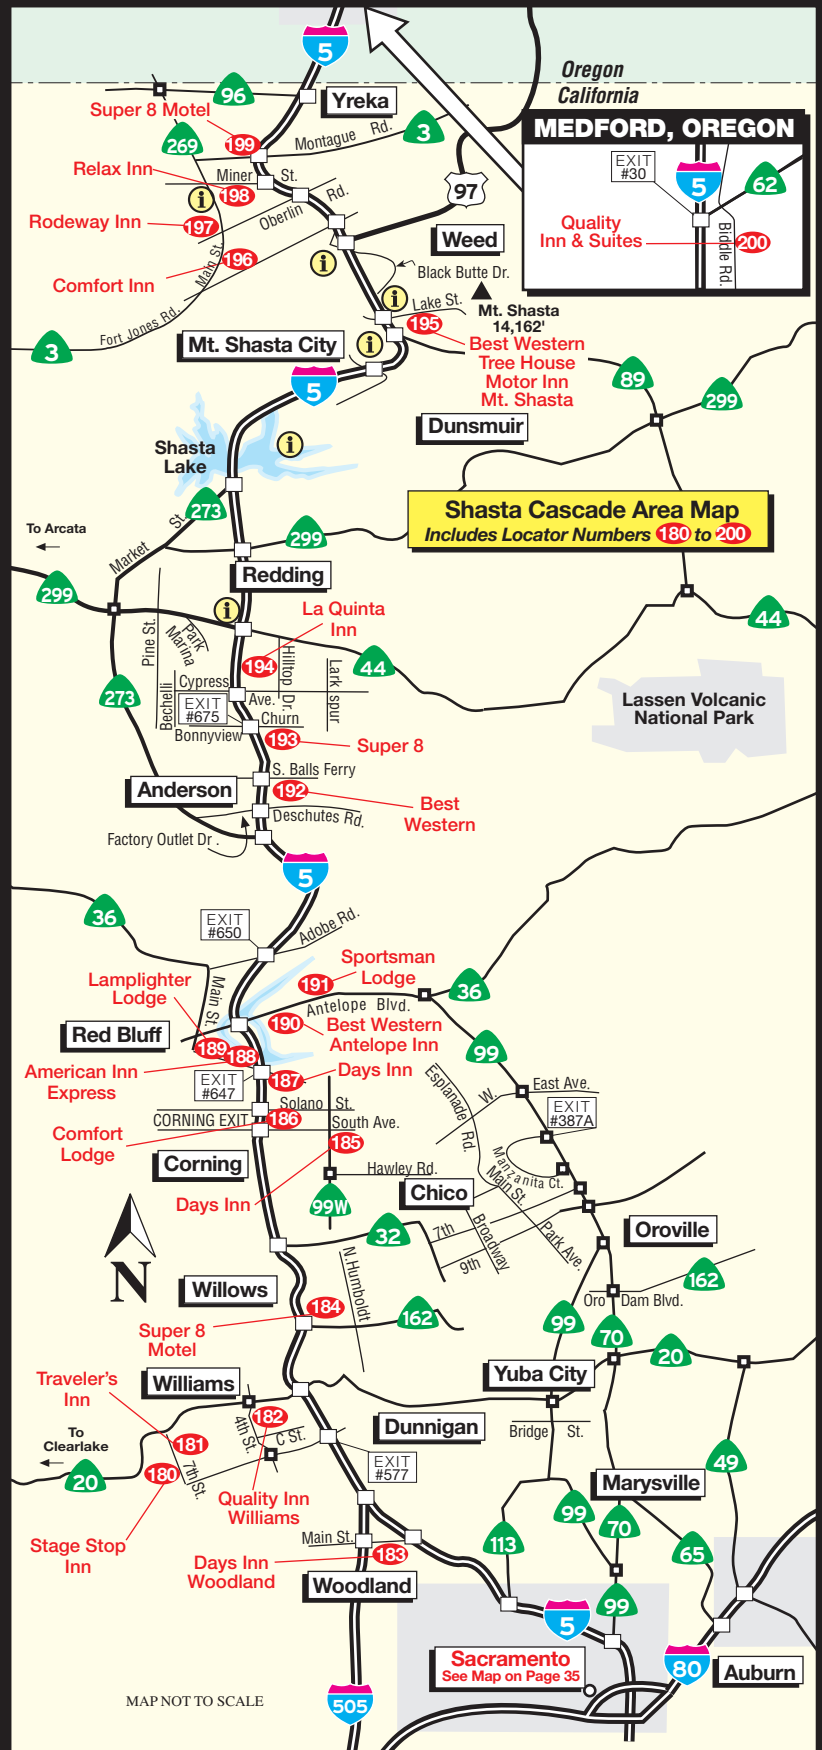 5
Oregon
California
96
Yreka
Super 8 Motel
199
269
Montague Rd.
3
MEDFORD, OREGON
EXIT
#30
5
62
Quality
Inn & Suites
200
Biddle Rd.
Relax Inn
Miner St.
198
97
Rodeway Inn
197
i
Oberlin Rd.
Main St.
Weed
Comfort Inn
196
i
Black Butte Dr.
i
Lake St.
Mt. Shasta
14,162'
Fort Jones Rd.
3
Mt. Shasta City
i
195
Best Western
Tree House
Motor Inn
Mt. Shasta
5
89
299
Dunsmuir
Shasta
Lake
i
273
Shasta Cascade Area Map
Includes Locator Numbers 180 to 200
To Arcata
Market St.
299
Redding
299
i
La Quinta
Inn
44
Pine St.
Park
Marina
194
Hilltop Dr.
44
Lark
spur
273
Cypress Ave.
Bechelli
EXIT
#675
Churn
Bonnyview
Lassen Volcanic
National Park
193
Super 8
S. Balls Ferry
Anderson
192
Best
Western
Deschutes Rd.
Factory Outlet Dr .
5
36
EXIT
#650
Adobe Rd.
Sportsman
Lodge
Lamplighter
Lodge
191
36
Main St.
Antelope Blvd.
Red Bluff
190
Best Western
Antelope Inn
99
189
188
American Inn
Express
187
Days Inn
EXIT
#647
Esplanade Rd.
W. East Ave.
EXIT
#387A
Solano St.
186
CORNING EXIT
South Ave.
Comfort
Lodge
185
Corning
Hawley Rd.
Manzanita Ct.
Main St.
Days Inn
99W
Chico
N
32
7th
9th
Broadway
Park Ave.
Oroville
Willows
N.Humboldt
162
184
162
Oro Dam Blvd.
Super 8
Motel
99
70
20
Traveler's
Inn
Williams
Yuba City
182
4th St.
C St.
Dunnigan
Bridge St.
To
Clearlake
181
20
180
7th St.
EXIT
#577
49
Quality Inn
Williams
Marysville
99
70
Stage Stop
Inn
Main St.
183
113
65
Days Inn
Woodland
Woodland
99
5
Sacramento
See Map on Page 35
80
Auburn
MAP NOT TO SCALE
505